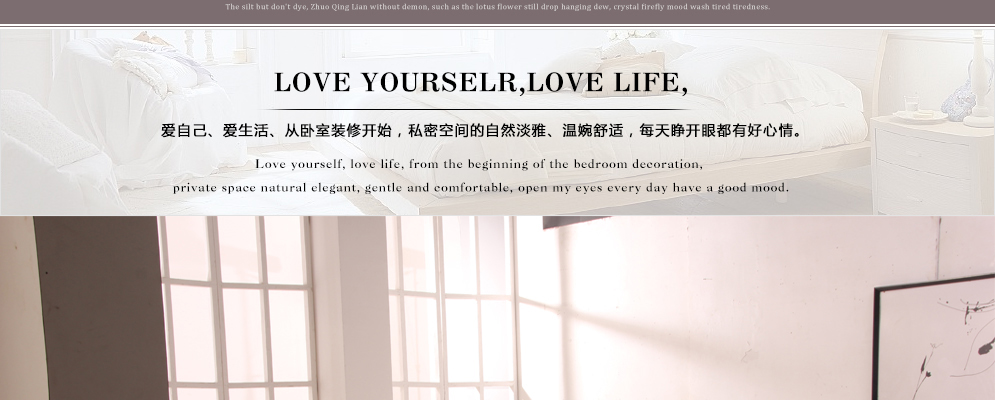 The silt but don't dye, Zhuo Qing Lian without demon, such as the lotus flower still drop hanging dew, crystal firefly mood wash tired tiredness.
LOVE YOURSELR,LOVE LIFE,
爱自己、爱生活、从卧室装修开始，私密空间的自然淡雅、温婉舒适，每天睁开眼都有好心情。
Love yourself, love life, from the beginning of the bedroom decoration,
private space natural elegant, gentle and comfortable, open my eyes every day have a good mood.